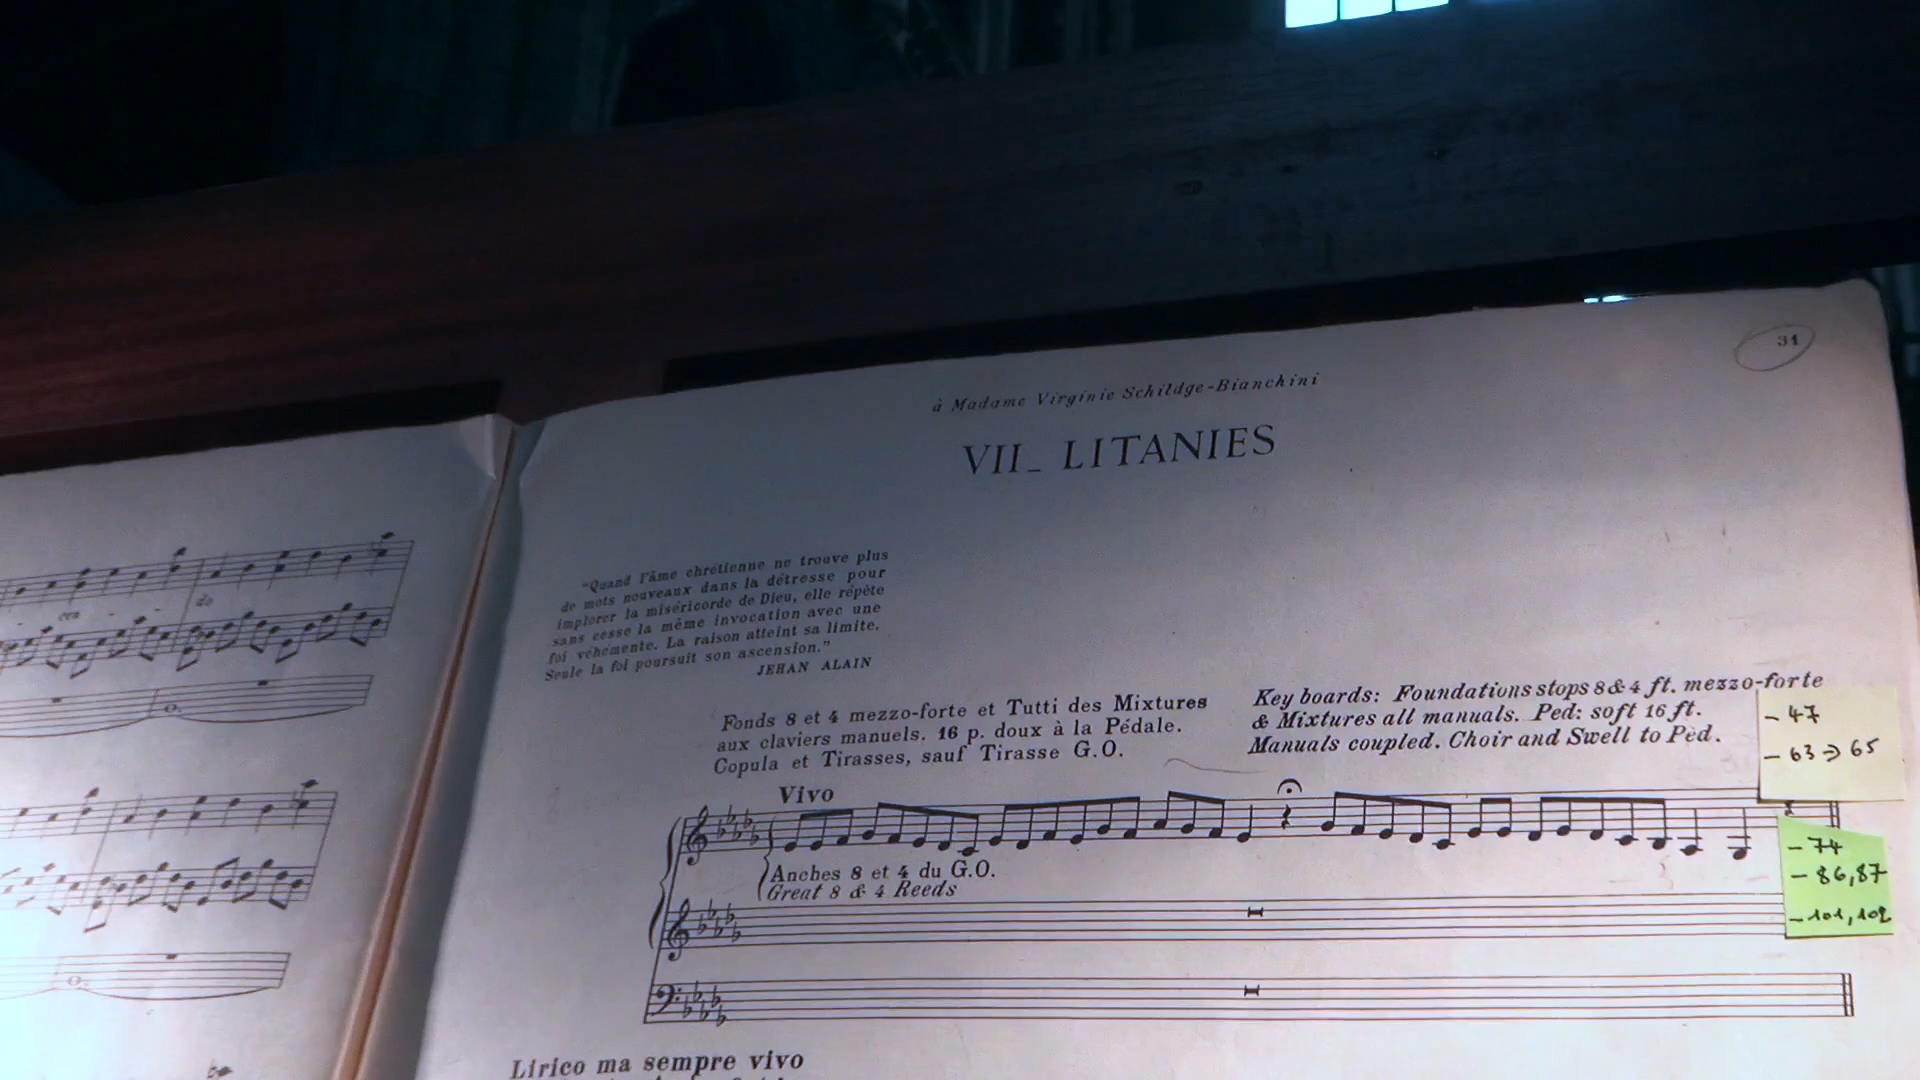 cen - - do
31
à Madame Virginie Schildge-Bianchini
VII_ LITANIES
"Quand l'âme chrétienne ne trouve plus
de mots nouveaux dans la détresse pour
implorer la miséricorde de Dieu, elle répète
sans cesse la même invocation avec une
foi véhémente. La raison atteint sa limite.
Seule la foi poursuit son ascension."
JEHAN ALAIN
Fonds 8 et 4 mezzo-forte et Tutti des Mixtures
aux claviers manuels. 16 p. doux à la Pédale.
Copula et Tirasses, sauf Tirasse G.O.
Key boards: Foundations stops 8 & 4 ft. mezzo-forte
& Mixtures all manuals. Ped: soft 16 ft.
Manuals coupled. Choir and Swell to Ped.
- 47
- 63 → 65
Vivo
Anches 8 et 4 du G.O.
Great 8 & 4 Reeds
- 74
- 86,87
- 101,102
Lirico ma sempre vivo